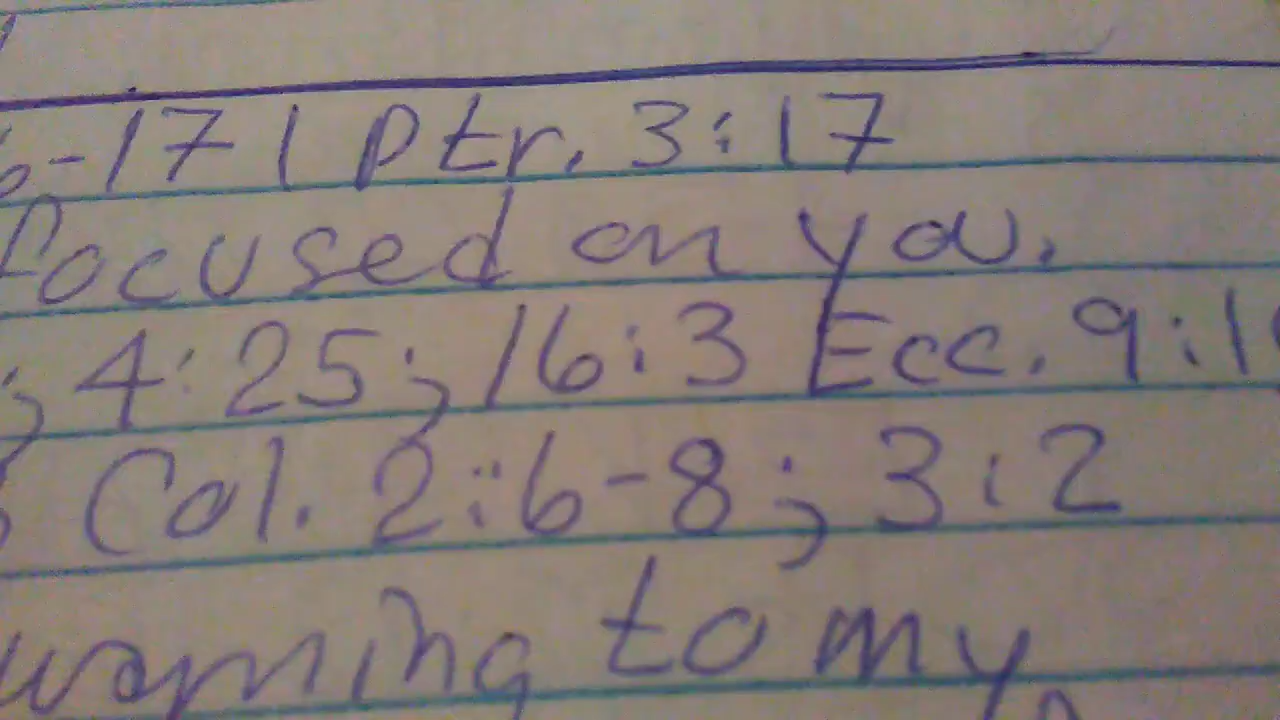 -17 1 Ptr. 3:17
focused on you.
; 4:25; 16:3 Ecc. 9:1
Col. 2:6-8; 3:2
warning to my